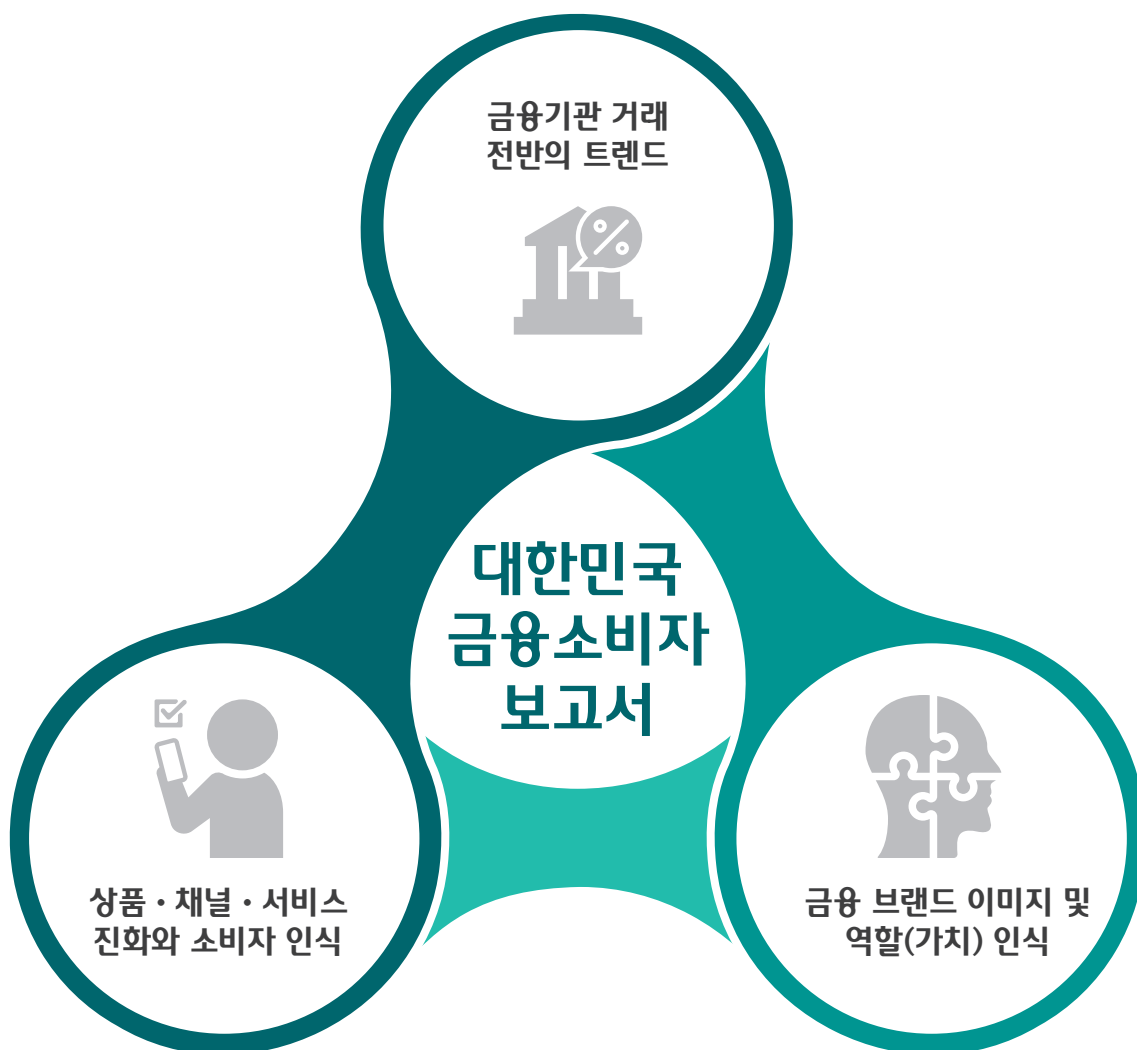 금융기관 거래
전반의 트렌드
%
대한민국
금융소비자
보고서
상품 • 채널 • 서비스
진화와 소비자 인식
금융 브랜드 이미지 및
역할(가치) 인식